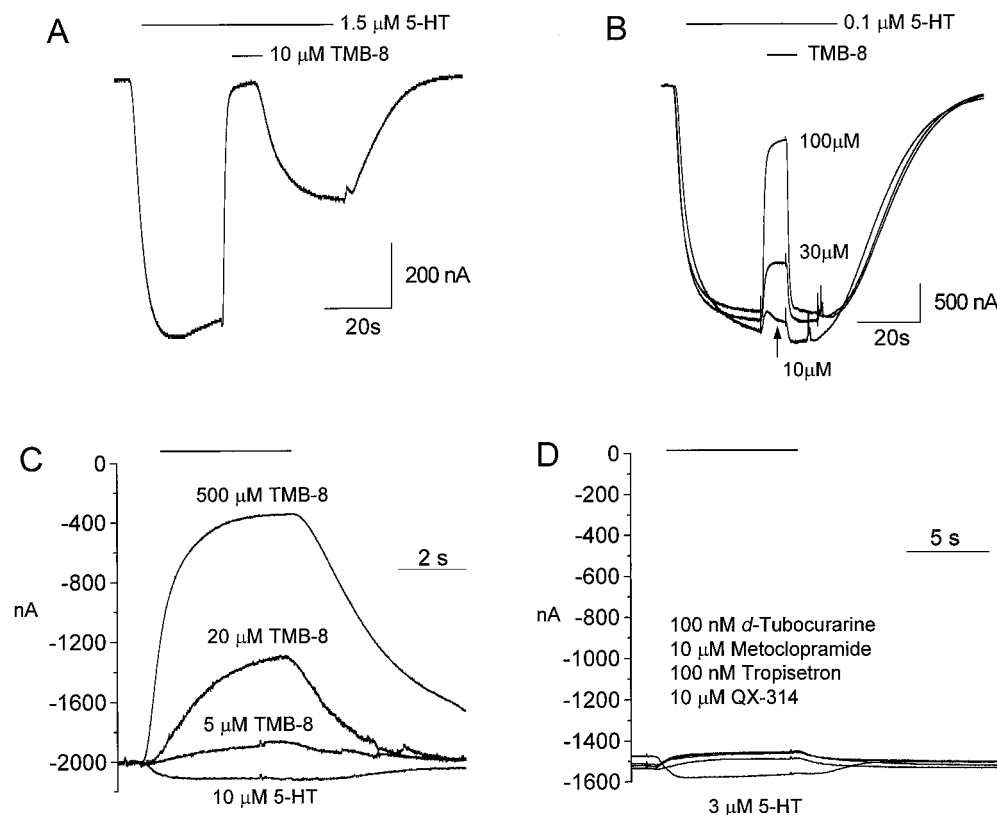 A
1.5 μM 5-HT
10 μM TMB-8
200 nA
20s
B
0.1 μM 5-HT
TMB-8
100μM
30μM
10μM
500 nA
20s
C
0
-400
-800
-1200
-1600
-2000
nA
500 μM TMB-8
2 s
20 μM TMB-8
5 μM TMB-8
10 μM 5-HT
D
0
-200
-400
-600
-800
-1000
-1200
-1400
-1600
nA
5 s
100 nM d-Tubocurarine
10 μM Metoclopramide
100 nM Tropisetron
10 μM QX-314
3 μM 5-HT